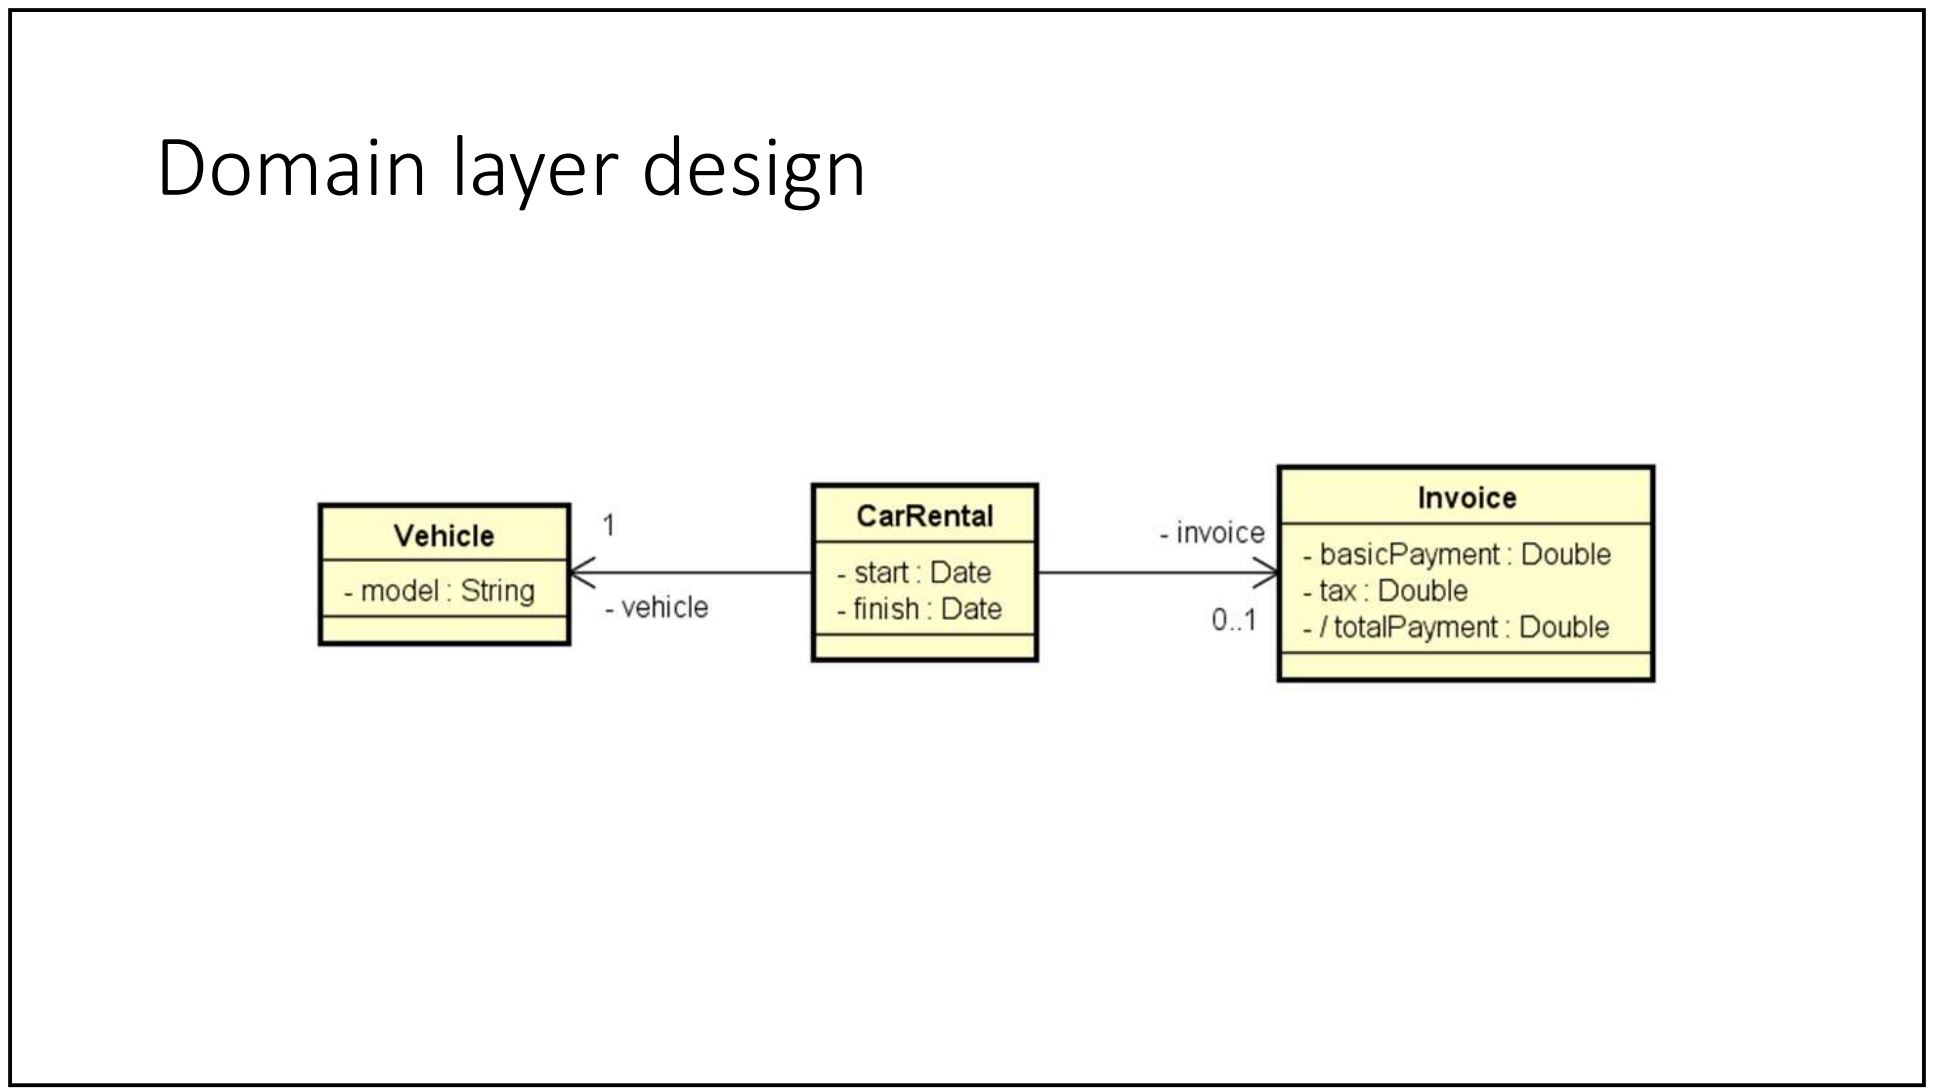 Domain layer design
Vehicle
- model : String
1
- vehicle
CarRental
- start : Date
- finish : Date
- invoice
0..1
Invoice
- basicPayment : Double
- tax : Double
- / totalPayment : Double